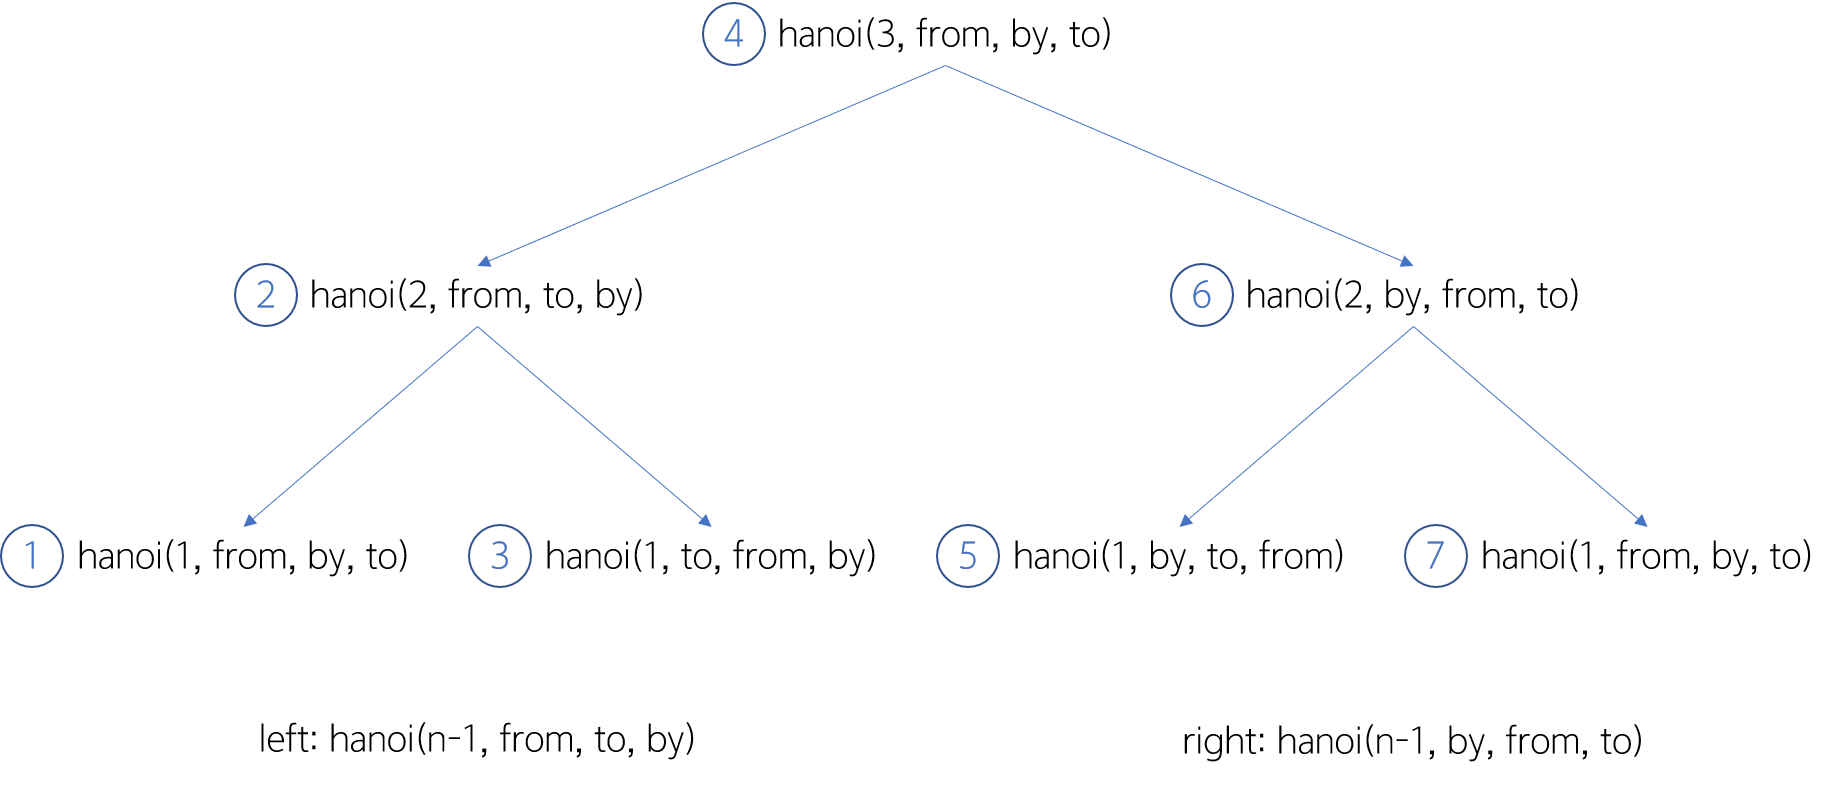 4 hanoi(3, from, by, to)
2 hanoi(2, from, to, by)
6 hanoi(2, by, from, to)
1 hanoi(1, from, by, to)
3 hanoi(1, to, from, by)
5 hanoi(1, by, to, from)
7 hanoi(1, from, by, to)
left: hanoi(n-1, from, to, by)
right: hanoi(n-1, by, from, to)